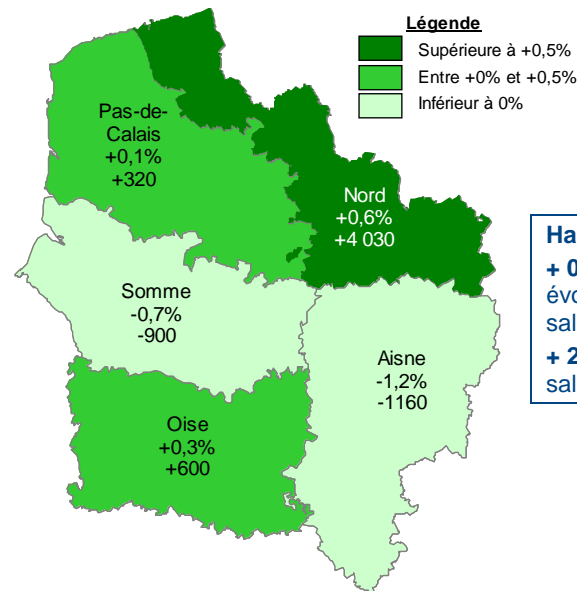 Légende
Supérieure à +0,5%
Entre +0% et +0,5%
Inférieur à 0%
Pas-de-
Calais
+0,1%
+320
Nord
+0,6%
+4 030
Somme
-0,7%
-900
Aisne
-1,2%
-1160
Oise
+0,3%
+600
Ha
+ 0
évo
sal
+ 2
sal